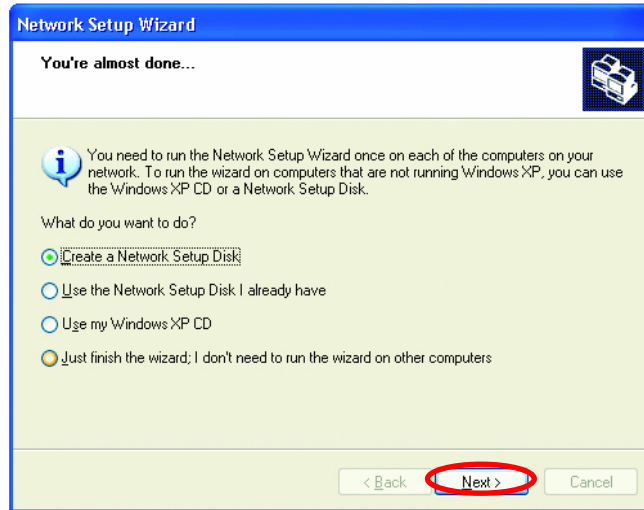 Network Setup Wizard
You're almost done...
You need to run the Network Setup Wizard once on each of the computers on your
network. To run the wizard on computers that are not running Windows XP, you can use
the Windows XP CD or a Network Setup Disk.
What do you want to do?
Create a Network Setup Disk
Use the Network Setup Disk I already have
Use my Windows XP CD
Just finish the wizard; I don't need to run the wizard on other computers
< Back Next > Cancel